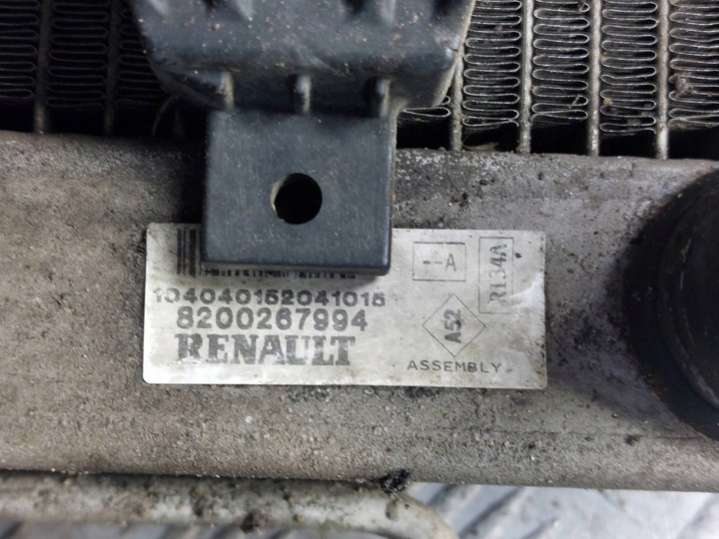 --A
R134A
104040152041015
8200267994
A52
RENAULT
ASSEMBLY